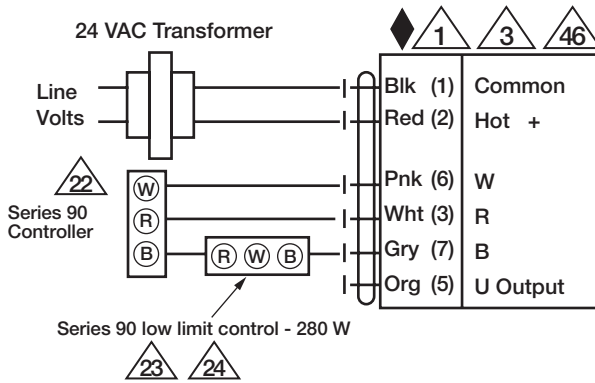 24 VAC Transformer
1 3 46
Line
Volts
Blk (1) Common
Red (2) Hot +
Pnk (6) W
Wht (3) R
Gry (7) B
Org (5) U Output
22
Series 90
Controller
W
R
B
R W B
Series 90 low limit control - 280 W
23 24